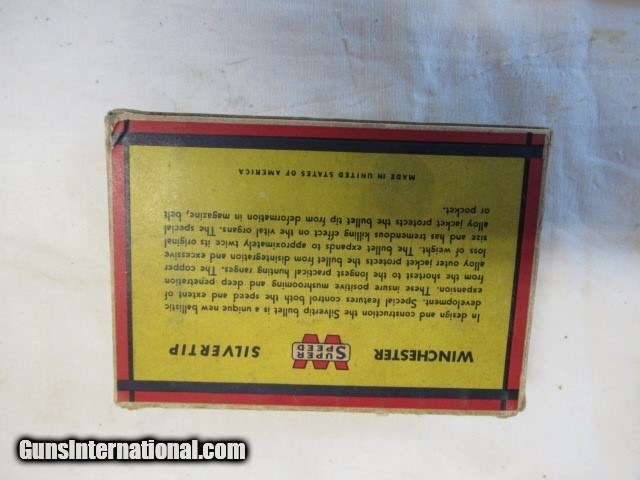 WINCHESTER SUPER SPEED W SILVERTIP
In design and construction the Silvertip bullet is a unique new ballistic
development. Special features control both the speed and extent of
expansion. These insure positive mushrooming and deep penetration
from the shortest to the longest practical hunting ranges. The copper
alloy outer jacket protects the bullet from disintegration and excessive
loss of weight. The bullet expands to approximately twice its original
size and has tremendous killing effect on the vital organs. The special
alloy jacket protects the bullet tip from deformation in magazine, belt
or pocket.
MADE IN UNITED STATES OF AMERICA
GunsInternational.com